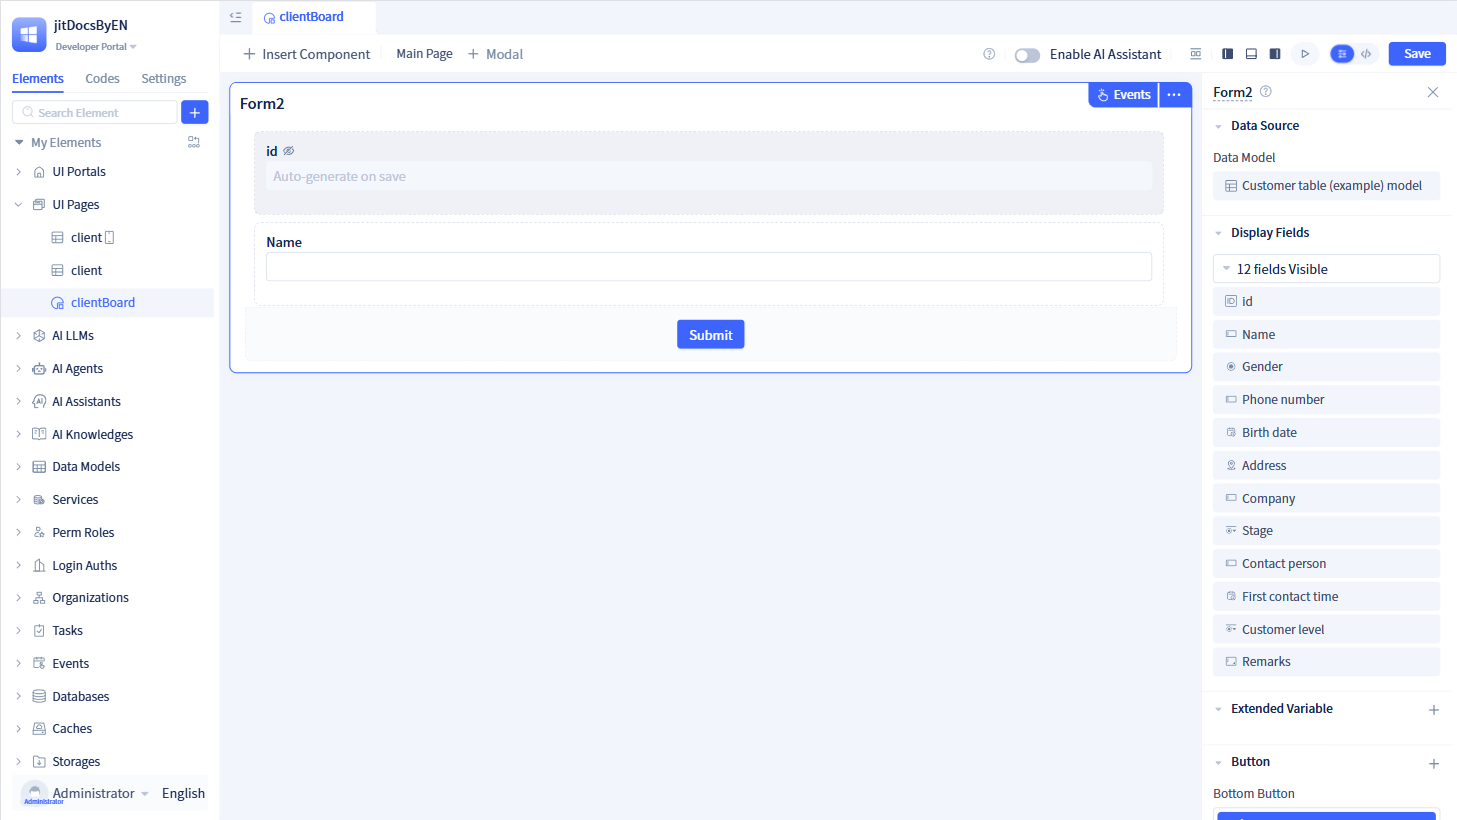 jitDocsByEN
Developer Portal
Elements
Codes
Settings
Search Element
My Elements
UI Portals
UI Pages
client
client
clientBoard
AI LLMs
AI Agents
AI Assistants
AI Knowledges
Data Models
Services
Perm Roles
Login Auths
Organizations
Tasks
Events
Databases
Caches
Storages
Administrator
Administrator
English
clientBoard
Insert Component
Main Page
Modal
Enable AI Assistant
Save
Form2
Events
id
Auto-generate on save
Name
Submit
Form2
Data Source
Data Model
Customer table (example) model
Display Fields
12 fields Visible
id
Name
Gender
Phone number
Birth date
Address
Company
Stage
Contact person
First contact time
Customer level
Remarks
Extended Variable
Button
Bottom Button